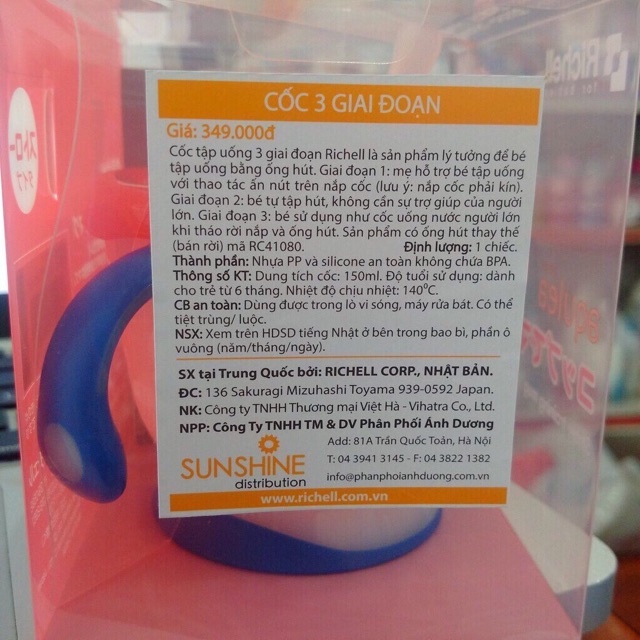 Richell
ストロー
タイプ
CỐC 3 GIAI ĐOẠN
Giá: 349.000đ
Cốc tập uống 3 giai đoạn Richell là sản phẩm lý tưởng để bé
tập uống bằng ống hút. Giai đoạn 1: mẹ hỗ trợ bé tập uống
với thao tác ấn nút trên nắp cốc (lưu ý: nắp cốc phải kín).
Giai đoạn 2: bé tự tập hút, không cần sự trợ giúp của người
lớn. Giai đoạn 3: bé sử dụng như cốc uống nước người lớn
khi tháo rời nắp và ống hút. Sản phẩm có ống hút thay thế
(bán rời) mã RC41080. Định lượng: 1 chiếc.
Thành phần: Nhựa PP và silicone an toàn không chứa BPA.
Thông số KT: Dung tích cốc: 150ml. Độ tuổi sử dụng: dành
cho trẻ từ 6 tháng. Nhiệt độ chịu nhiệt: 140⁰C.
CB an toàn: Dùng được trong lò vi sóng, máy rửa bát. Có thể
tiệt trùng/ luộc.
NSX: Xem trên HDSD tiếng Nhật ở bên trong bao bì, phần ô
vuông (năm/tháng/ngày).
SX tại Trung Quốc bởi: RICHELL CORP., NHẬT BẢN.
ĐC: 136 Sakuragi Mizuhashi Toyama 939-0592 Japan.
NK: Công ty TNHH Thương mại Việt Hà - Vihatra Co., Ltd.
NPP: Công Ty TNHH TM & DV Phân Phối Ánh Dương
Add: 81A Trần Quốc Toản, Hà Nội
T: 04 3941 3145 - F: 04 3822 1382
info@phanphoianhduong.com.vn
SUNSHINE
distribution
www.richell.com.vn